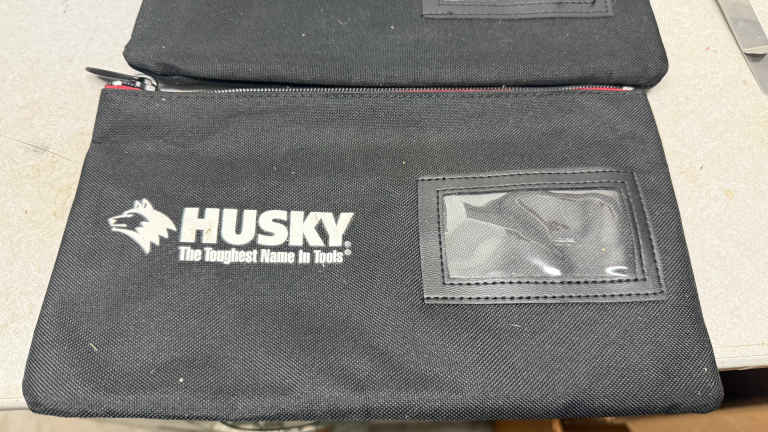 HUSKY®
The Toughest Name In Tools®